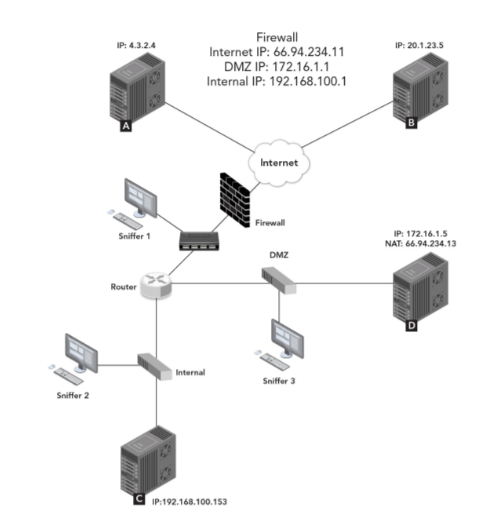 Firewall
Internet IP: 66.94.234.11
DMZ IP: 172.16.1.1
Internal IP: 192.168.100.1
IP: 4.3.2.4
IP: 20.1.23.5
A
B
Internet
Firewall
Sniffer 1
IP: 172.16.1.5
NAT: 66.94.234.13
DMZ
Router
D
Sniffer 3
Internal
Sniffer 2
C
IP:192.168.100.153